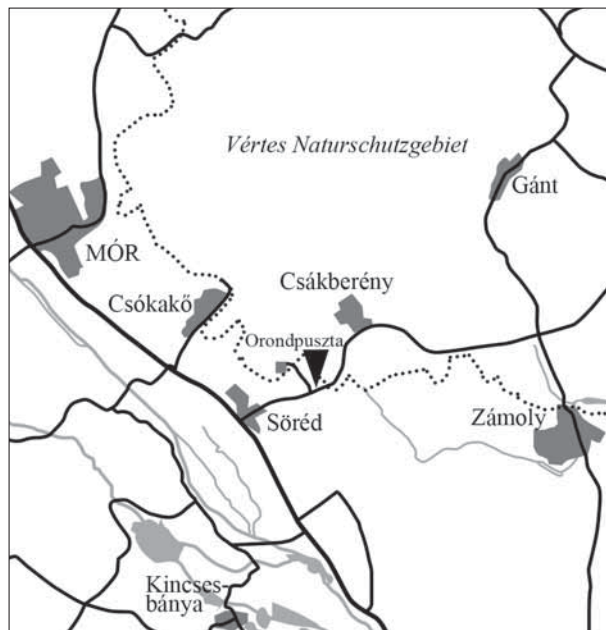 Vértes Naturschutzgebiet
Gánt
MÓR
Csákberény
Csókakő
Orondpuszta
Söréd
Zámoly
Kincses-
bánya